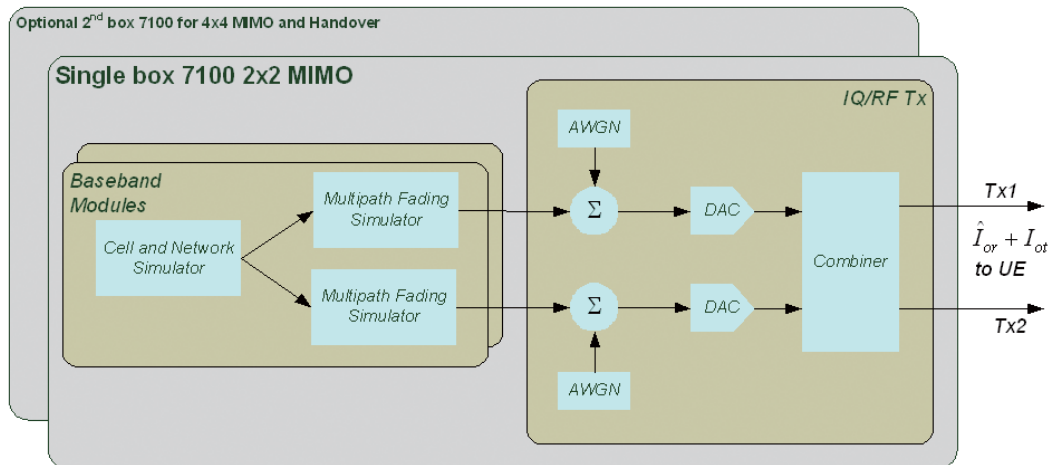 Optional 2nd box 7100 for 4x4 MIMO and Handover
Single box 7100 2x2 MIMO
IQ/RF Tx
AWGN
Baseband
Modules
Multipath Fading
Simulator
Σ
DAC
Tx1
Cell and Network
Simulator
Combiner
Îor + Iot
to UE
Multipath Fading
Simulator
Σ
DAC
Tx2
AWGN